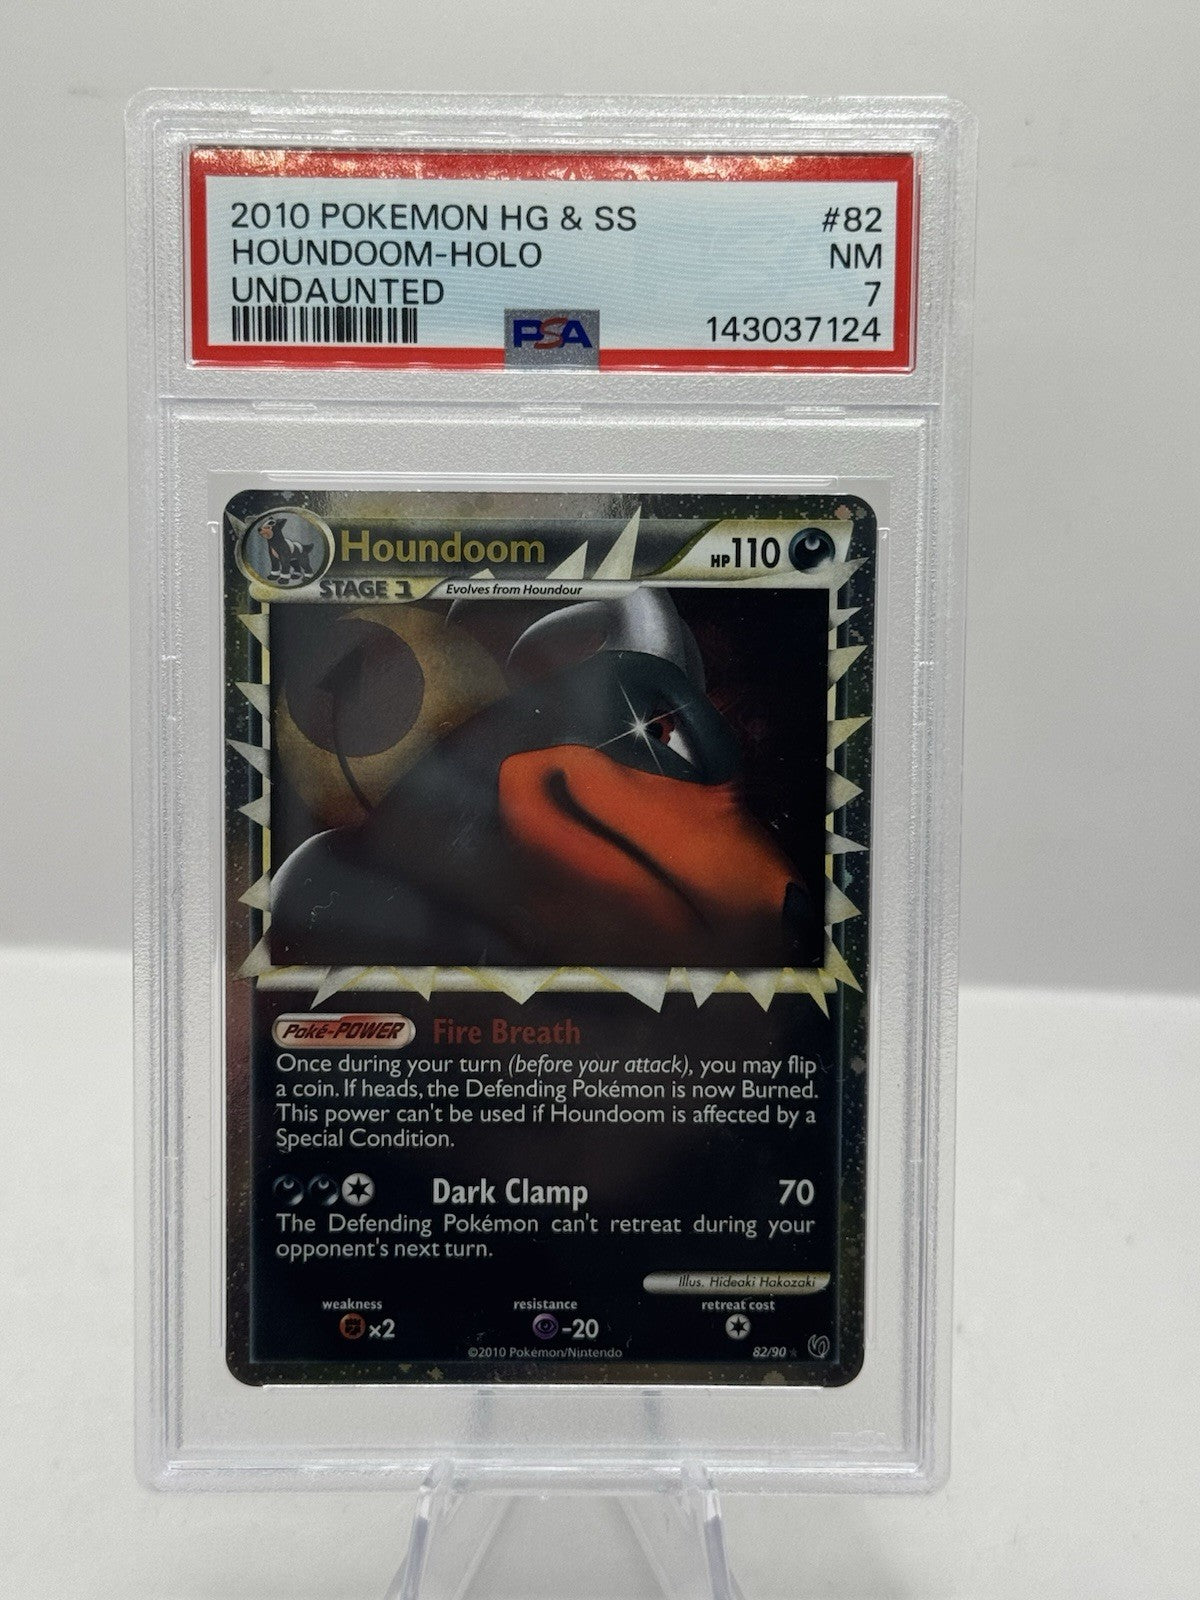 2010 POKEMON HG & SS #82
HOUNDOOM-HOLO NM
UNDAUNTED 7
PSA 143037124
Houndoom HP110
STAGE 1 Evolves from Houndour
Poké-POWER Fire Breath
Once during your turn (before your attack), you may flip
a coin. If heads, the Defending Pokémon is now Burned.
This power can't be used if Houndoom is affected by a
Special Condition.
Dark Clamp 70
The Defending Pokémon can't retreat during your
opponent's next turn.
Illus. Hideaki Hakozaki
weakness resistance retreat cost
x2 -20
©2010 Pokémon/Nintendo 82/90